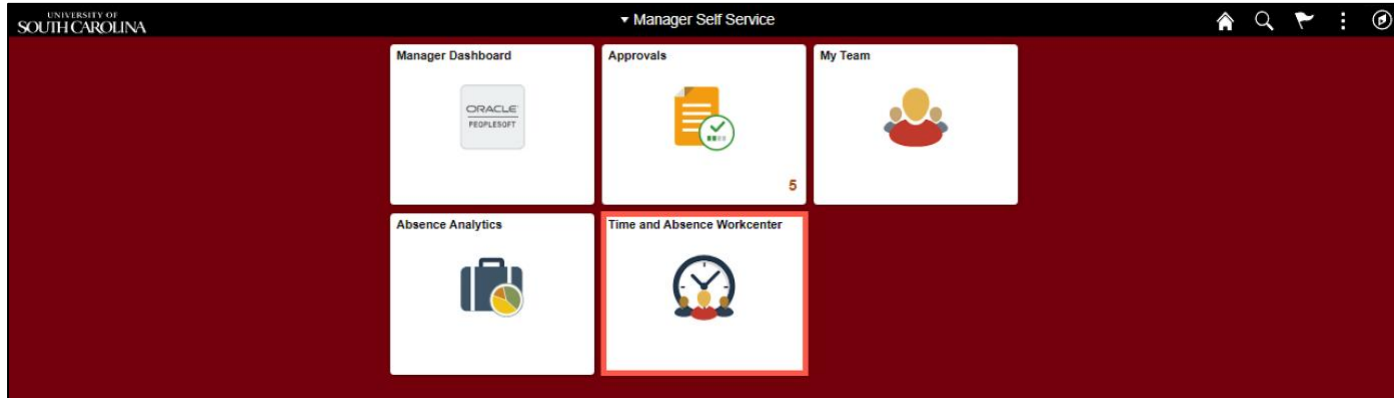 UNIVERSITY OF
SOUTH CAROLINA
Manager Self Service
Manager Dashboard
Approvals
My Team
ORACLE
PEOPLESOFT
5
Absence Analytics
Time and Absence Workcenter